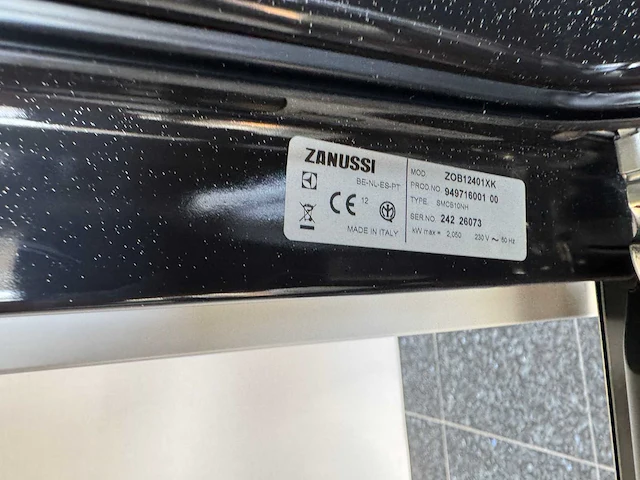 ZANUSSI
BE-NL-ES-PT
CE
12
MADE IN ITALY
MOD. ZOB12401XK
PROD.NO. 949716001 00
TYPE. SMC810NH
SER.NO. 242 26073
kW max = 2,050 230 V ~ 50 Hz